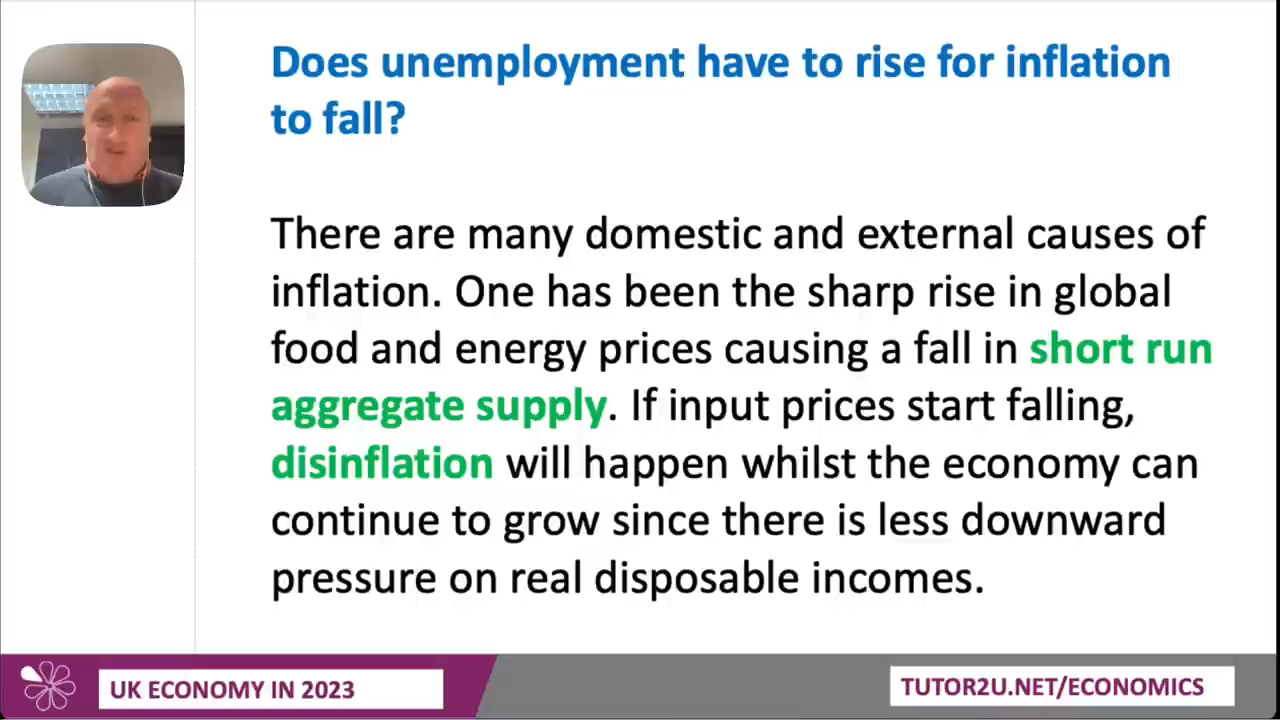 Does unemployment have to rise for inflation
to fall?
There are many domestic and external causes of
inflation. One has been the sharp rise in global
food and energy prices causing a fall in short run
aggregate supply. If input prices start falling,
disinflation will happen whilst the economy can
continue to grow since there is less downward
pressure on real disposable incomes.
UK ECONOMY IN 2023
TUTOR2U.NET/ECONOMICS